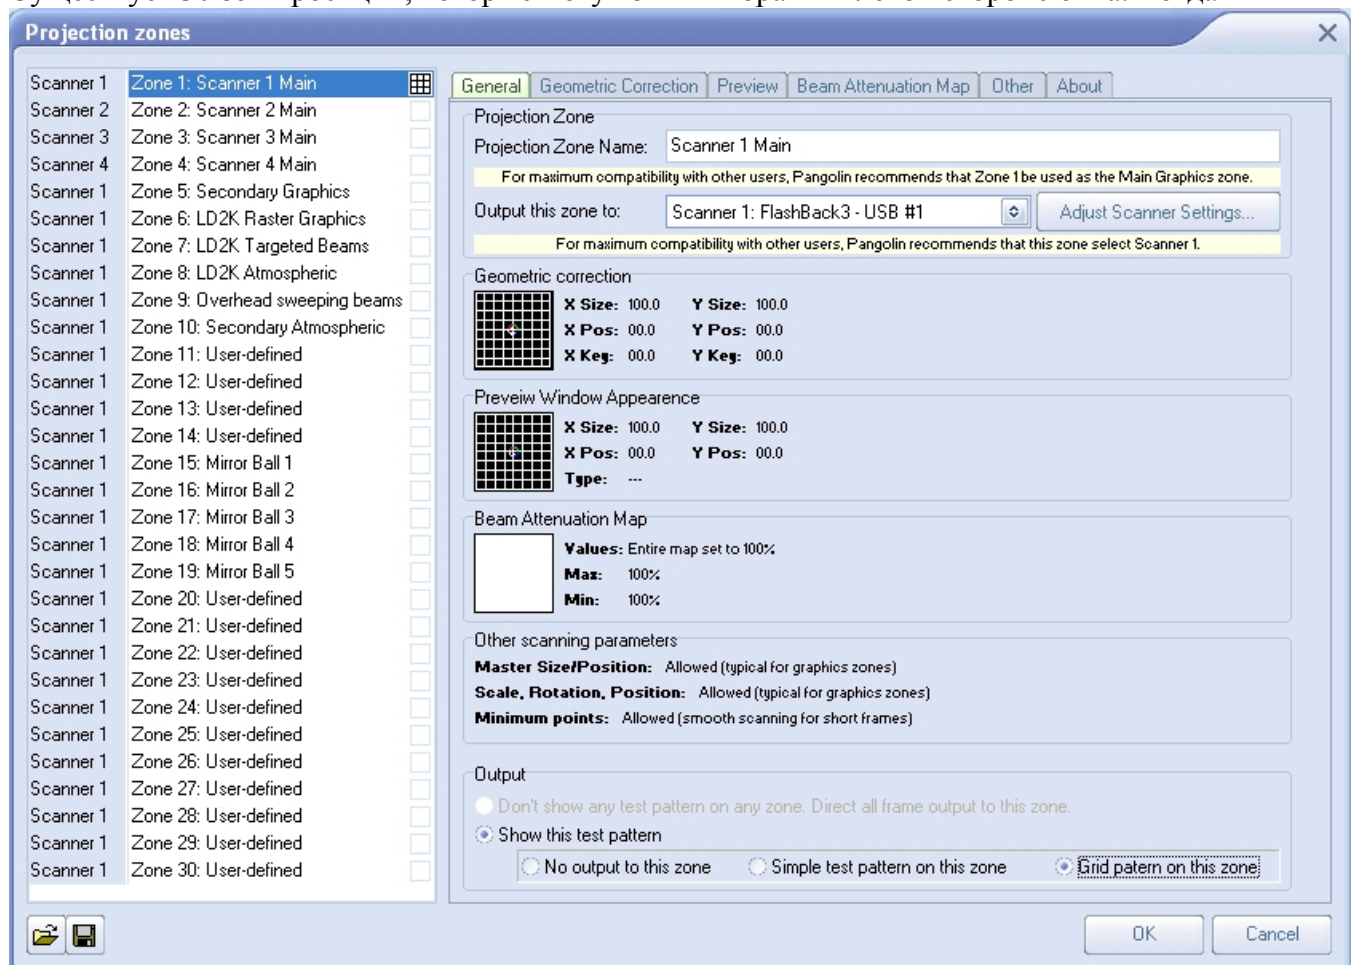 Projection zones
Scanner 1 Zone 1: Scanner 1 Main
Scanner 2 Zone 2: Scanner 2 Main
Scanner 3 Zone 3: Scanner 3 Main
Scanner 4 Zone 4: Scanner 4 Main
Scanner 1 Zone 5: Secondary Graphics
Scanner 1 Zone 6: LD2K Raster Graphics
Scanner 1 Zone 7: LD2K Targeted Beams
Scanner 1 Zone 8: LD2K Atmospheric
Scanner 1 Zone 9: Overhead sweeping beams
Scanner 1 Zone 10: Secondary Atmospheric
Scanner 1 Zone 11: User-defined
Scanner 1 Zone 12: User-defined
Scanner 1 Zone 13: User-defined
Scanner 1 Zone 14: User-defined
Scanner 1 Zone 15: Mirror Ball 1
Scanner 1 Zone 16: Mirror Ball 2
Scanner 1 Zone 17: Mirror Ball 3
Scanner 1 Zone 18: Mirror Ball 4
Scanner 1 Zone 19: Mirror Ball 5
Scanner 1 Zone 20: User-defined
Scanner 1 Zone 21: User-defined
Scanner 1 Zone 22: User-defined
Scanner 1 Zone 23: User-defined
Scanner 1 Zone 24: User-defined
Scanner 1 Zone 25: User-defined
Scanner 1 Zone 26: User-defined
Scanner 1 Zone 27: User-defined
Scanner 1 Zone 28: User-defined
Scanner 1 Zone 29: User-defined
Scanner 1 Zone 30: User-defined
General Geometric Correction Preview Beam Attenuation Map Other About
Projection Zone
Projection Zone Name: Scanner 1 Main
For maximum compatibility with other users, Pangolin recommends that Zone 1 be used as the Main Graphics zone.
Output this zone to: Scanner 1: FlashBack3 - USB #1 Adjust Scanner Settings...
For maximum compatibility with other users, Pangolin recommends that this zone select Scanner 1.
Geometric correction
X Size: 100.0 Y Size: 100.0
X Pos: 00.0 Y Pos: 00.0
X Key: 00.0 Y Key: 00.0
Preveiw Window Appearence
X Size: 100.0 Y Size: 100.0
X Pos: 00.0 Y Pos: 00.0
Type: ---
Beam Attenuation Map
Values: Entire map set to 100%
Max: 100%
Min: 100%
Other scanning parameters
Master Size/Position: Allowed (typical for graphics zones)
Scale, Rotation, Position: Allowed (typical for graphics zones)
Minimum points: Allowed (smooth scanning for short frames)
Output
Don't show any test pattern on any zone. Direct all frame output to this zone.
Show this test pattern
No output to this zone Simple test pattern on this zone Grid patern on this zone
OK Cancel